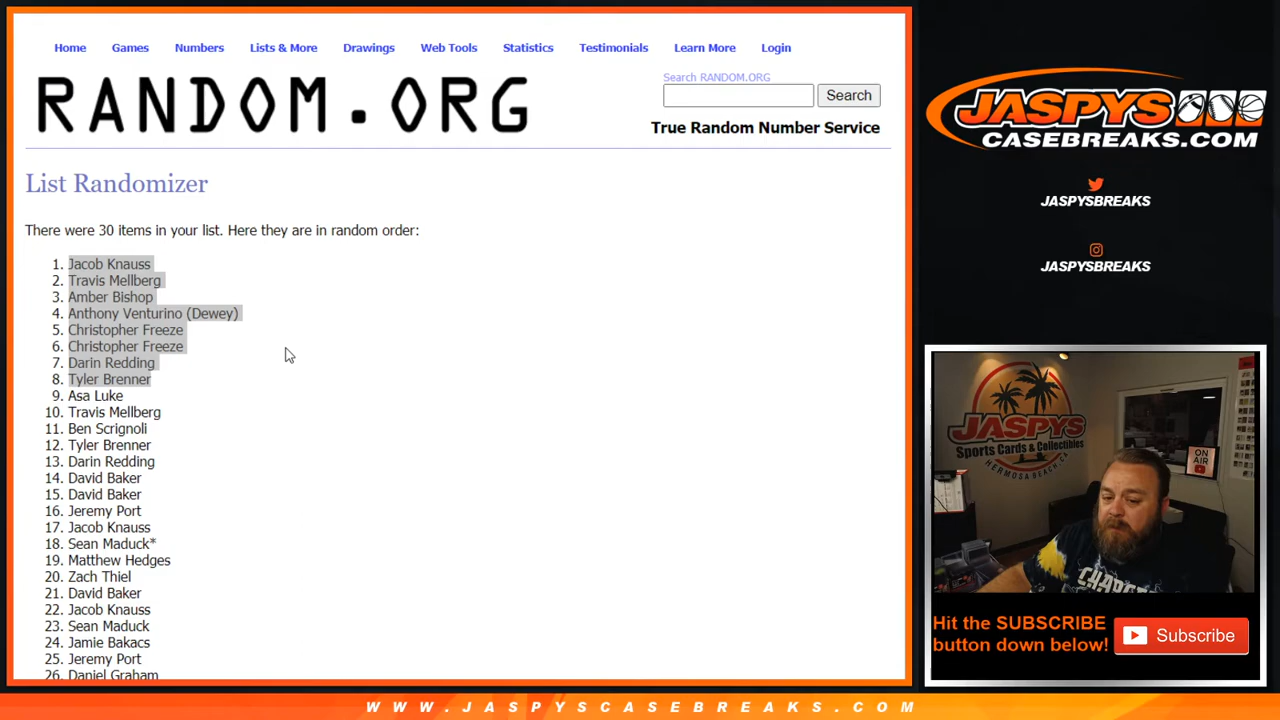 Home Games Numbers Lists & More Drawings Web Tools Statistics Testimonials Learn More Login
RANDOM.ORG
Search RANDOM.ORG
Search
True Random Number Service
List Randomizer
There were 30 items in your list. Here they are in random order:
1. Jacob Knauss
2. Travis Mellberg
3. Amber Bishop
4. Anthony Venturino (Dewey)
5. Christopher Freeze
6. Christopher Freeze
7. Darin Redding
8. Tyler Brenner
9. Asa Luke
10. Travis Mellberg
11. Ben Scrignoli
12. Tyler Brenner
13. Darin Redding
14. David Baker
15. David Baker
16. Jeremy Port
17. Jacob Knauss
18. Sean Maduck*
19. Matthew Hedges
20. Zach Thiel
21. David Baker
22. Jacob Knauss
23. Sean Maduck
24. Jamie Bakacs
25. Jeremy Port
26. Daniel Graham
JASPYS
CASEBREAKS.COM
JASPYSBREAKS
JASPYSBREAKS
JASPYS
Sports Cards & Collectibles
HERMOSA BEACH, CA
ON
AIR
Hit the SUBSCRIBE
button down below!
Subscribe
WWW.JASPYSCASEBREAKS.COM